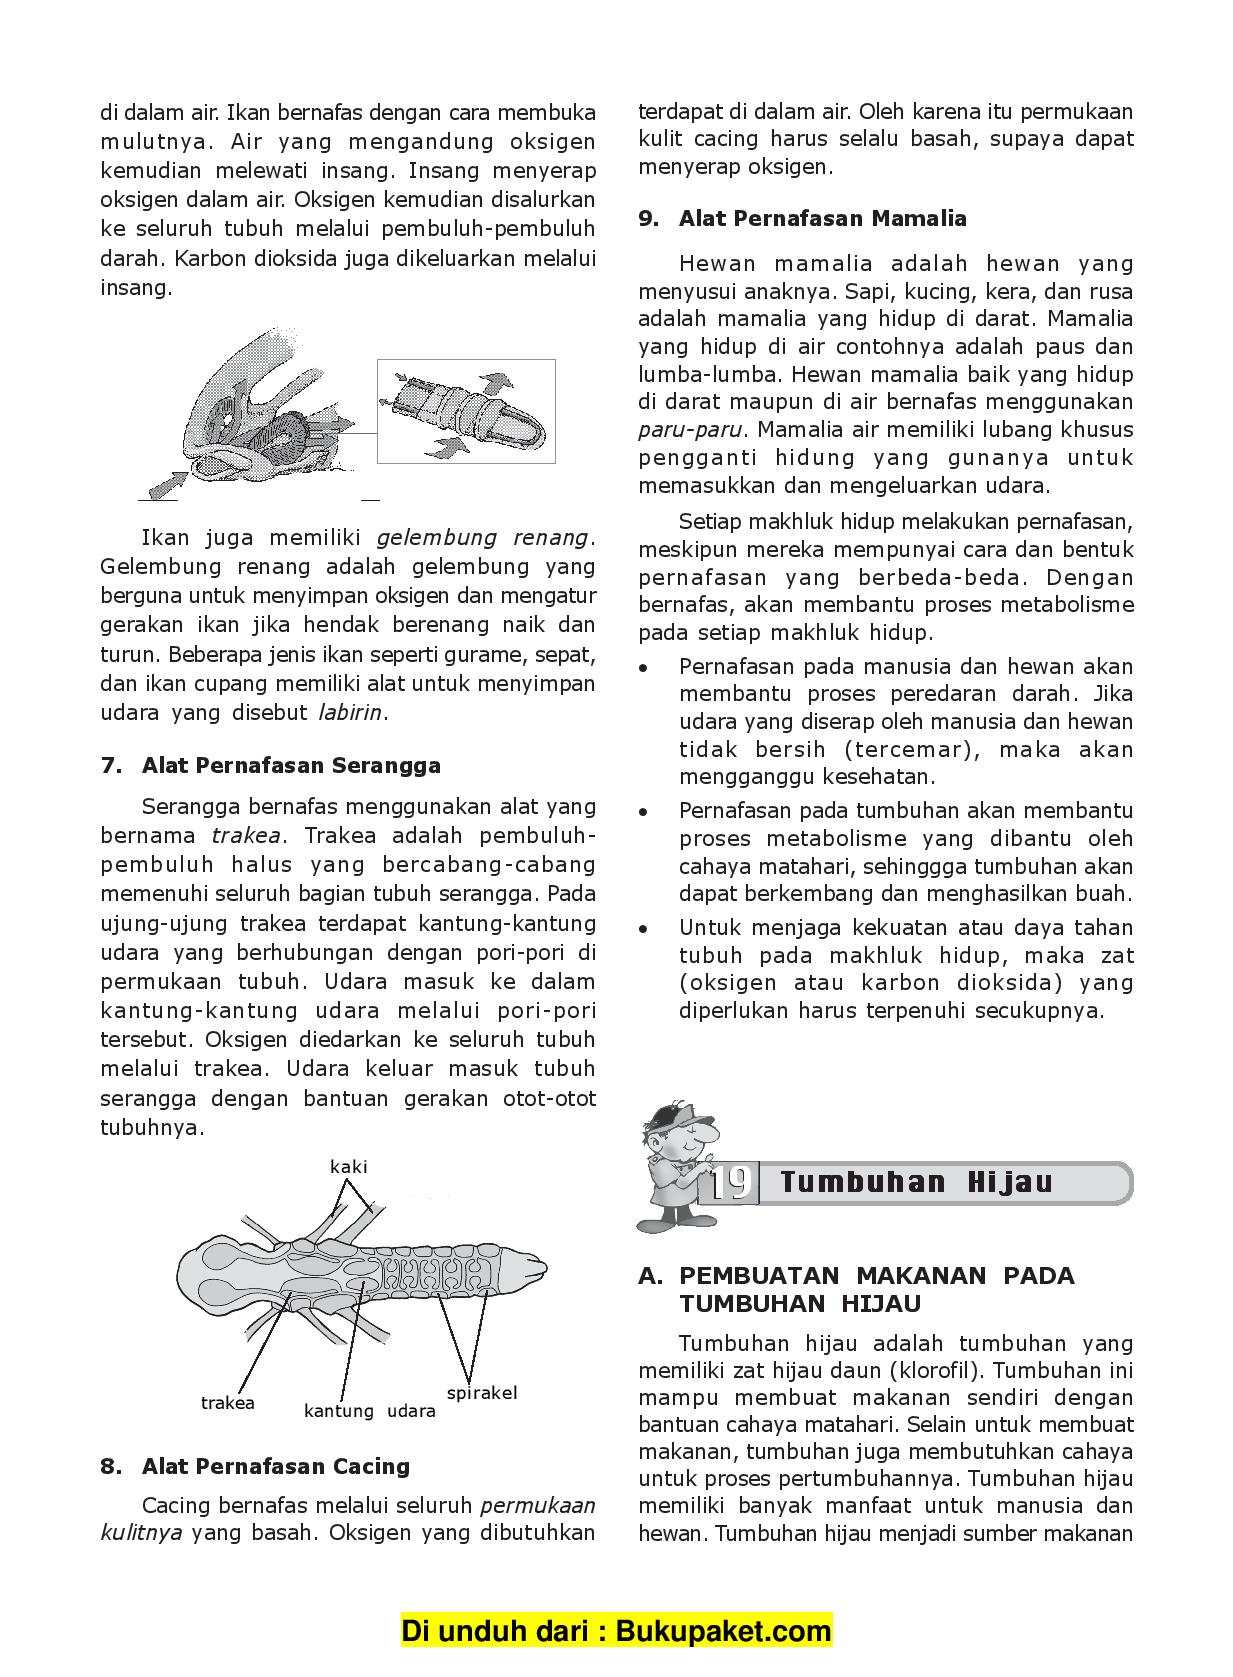 di dalam air. Ikan bernafas dengan cara membuka
mulutnya. Air yang mengandung oksigen
kemudian melewati insang. Insang menyerap
oksigen dalam air. Oksigen kemudian disalurkan
ke seluruh tubuh melalui pembuluh-pembuluh
darah. Karbon dioksida juga dikeluarkan melalui
insang.
Ikan juga memiliki gelembung renang.
Gelembung renang adalah gelembung yang
berguna untuk menyimpan oksigen dan mengatur
gerakan ikan jika hendak berenang naik dan
turun. Beberapa jenis ikan seperti gurame, sepat,
dan ikan cupang memiliki alat untuk menyimpan
udara yang disebut labirin.
7. Alat Pernafasan Serangga
Serangga bernafas menggunakan alat yang
bernama trakea. Trakea adalah pembuluh-
pembuluh halus yang bercabang-cabang
memenuhi seluruh bagian tubuh serangga. Pada
ujung-ujung trakea terdapat kantung-kantung
udara yang berhubungan dengan pori-pori di
permukaan tubuh. Udara masuk ke dalam
kantung-kantung udara melalui pori-pori
tersebut. Oksigen diedarkan ke seluruh tubuh
melalui trakea. Udara keluar masuk tubuh
serangga dengan bantuan gerakan otot-otot
tubuhnya.
kaki
trakea
kantung udara
spirakel
8. Alat Pernafasan Cacing
Cacing bernafas melalui seluruh permukaan
kulitnya yang basah. Oksigen yang dibutuhkan
terdapat di dalam air. Oleh karena itu permukaan
kulit cacing harus selalu basah, supaya dapat
menyerap oksigen.
9. Alat Pernafasan Mamalia
Hewan mamalia adalah hewan yang
menyusui anaknya. Sapi, kucing, kera, dan rusa
adalah mamalia yang hidup di darat. Mamalia
yang hidup di air contohnya adalah paus dan
lumba-lumba. Hewan mamalia baik yang hidup
di darat maupun di air bernafas menggunakan
paru-paru. Mamalia air memiliki lubang khusus
pengganti hidung yang gunanya untuk
memasukkan dan mengeluarkan udara.
Setiap makhluk hidup melakukan pernafasan,
meskipun mereka mempunyai cara dan bentuk
pernafasan yang berbeda-beda. Dengan
bernafas, akan membantu proses metabolisme
pada setiap makhluk hidup.
• Pernafasan pada manusia dan hewan akan
membantu proses peredaran darah. Jika
udara yang diserap oleh manusia dan hewan
tidak bersih (tercemar), maka akan
mengganggu kesehatan.
• Pernafasan pada tumbuhan akan membantu
proses metabolisme yang dibantu oleh
cahaya matahari, sehinggga tumbuhan akan
dapat berkembang dan menghasilkan buah.
• Untuk menjaga kekuatan atau daya tahan
tubuh pada makhluk hidup, maka zat
(oksigen atau karbon dioksida) yang
diperlukan harus terpenuhi secukupnya.
19 Tumbuhan Hijau
A. PEMBUATAN MAKANAN PADA
TUMBUHAN HIJAU
Tumbuhan hijau adalah tumbuhan yang
memiliki zat hijau daun (klorofil). Tumbuhan ini
mampu membuat makanan sendiri dengan
bantuan cahaya matahari. Selain untuk membuat
makanan, tumbuhan juga membutuhkan cahaya
untuk proses pertumbuhannya. Tumbuhan hijau
memiliki banyak manfaat untuk manusia dan
hewan. Tumbuhan hijau menjadi sumber makanan
Di unduh dari : Bukupaket.com